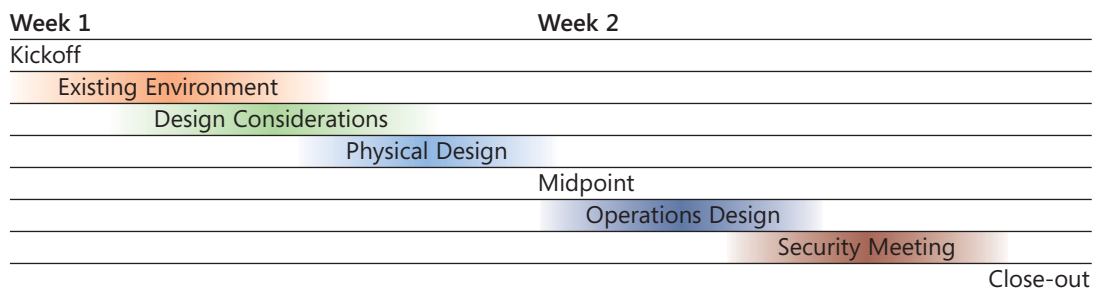 Week 1 Week 2
Kickoff
Existing Environment
Design Considerations
Physical Design
Midpoint
Operations Design
Security Meeting
Close-out